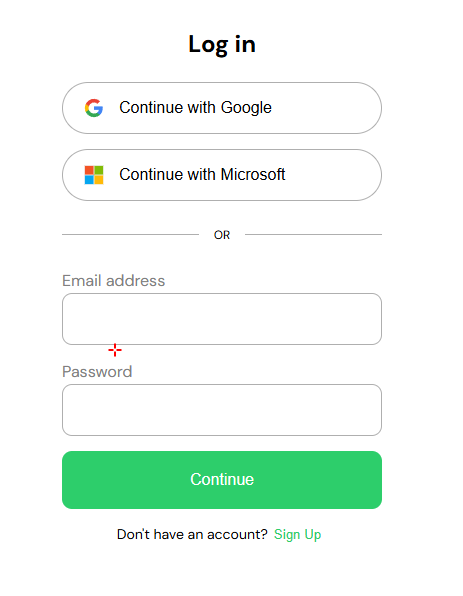 Log in
Continue with Google
Continue with Microsoft
OR
Email address
Password
Continue
Don't have an account? Sign Up